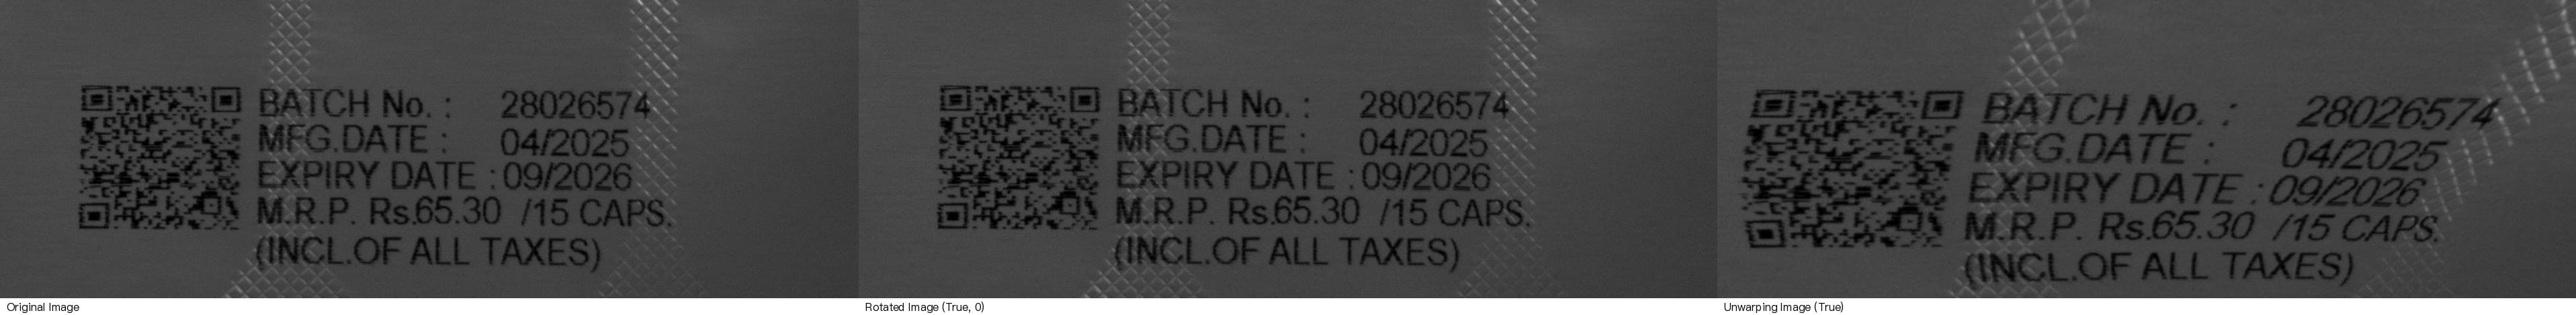 BATCH No. : 28026574
MFG.DATE : 04/2025
EXPIRY DATE : 09/2026
M.R.P. Rs.65.30 /15 CAPS.
(INCL.OF ALL TAXES)
Original Image
BATCH No. : 28026574
MFG.DATE : 04/2025
EXPIRY DATE : 09/2026
M.R.P. Rs.65.30 /15 CAPS.
(INCL.OF ALL TAXES)
Rotated Image (True, 0)
BATCH No. : 28026574
MFG.DATE : 04/2025
EXPIRY DATE : 09/2026
M.R.P. Rs.65.30 /15 CAPS.
(INCL.OF ALL TAXES)
Unwarping Image (True)